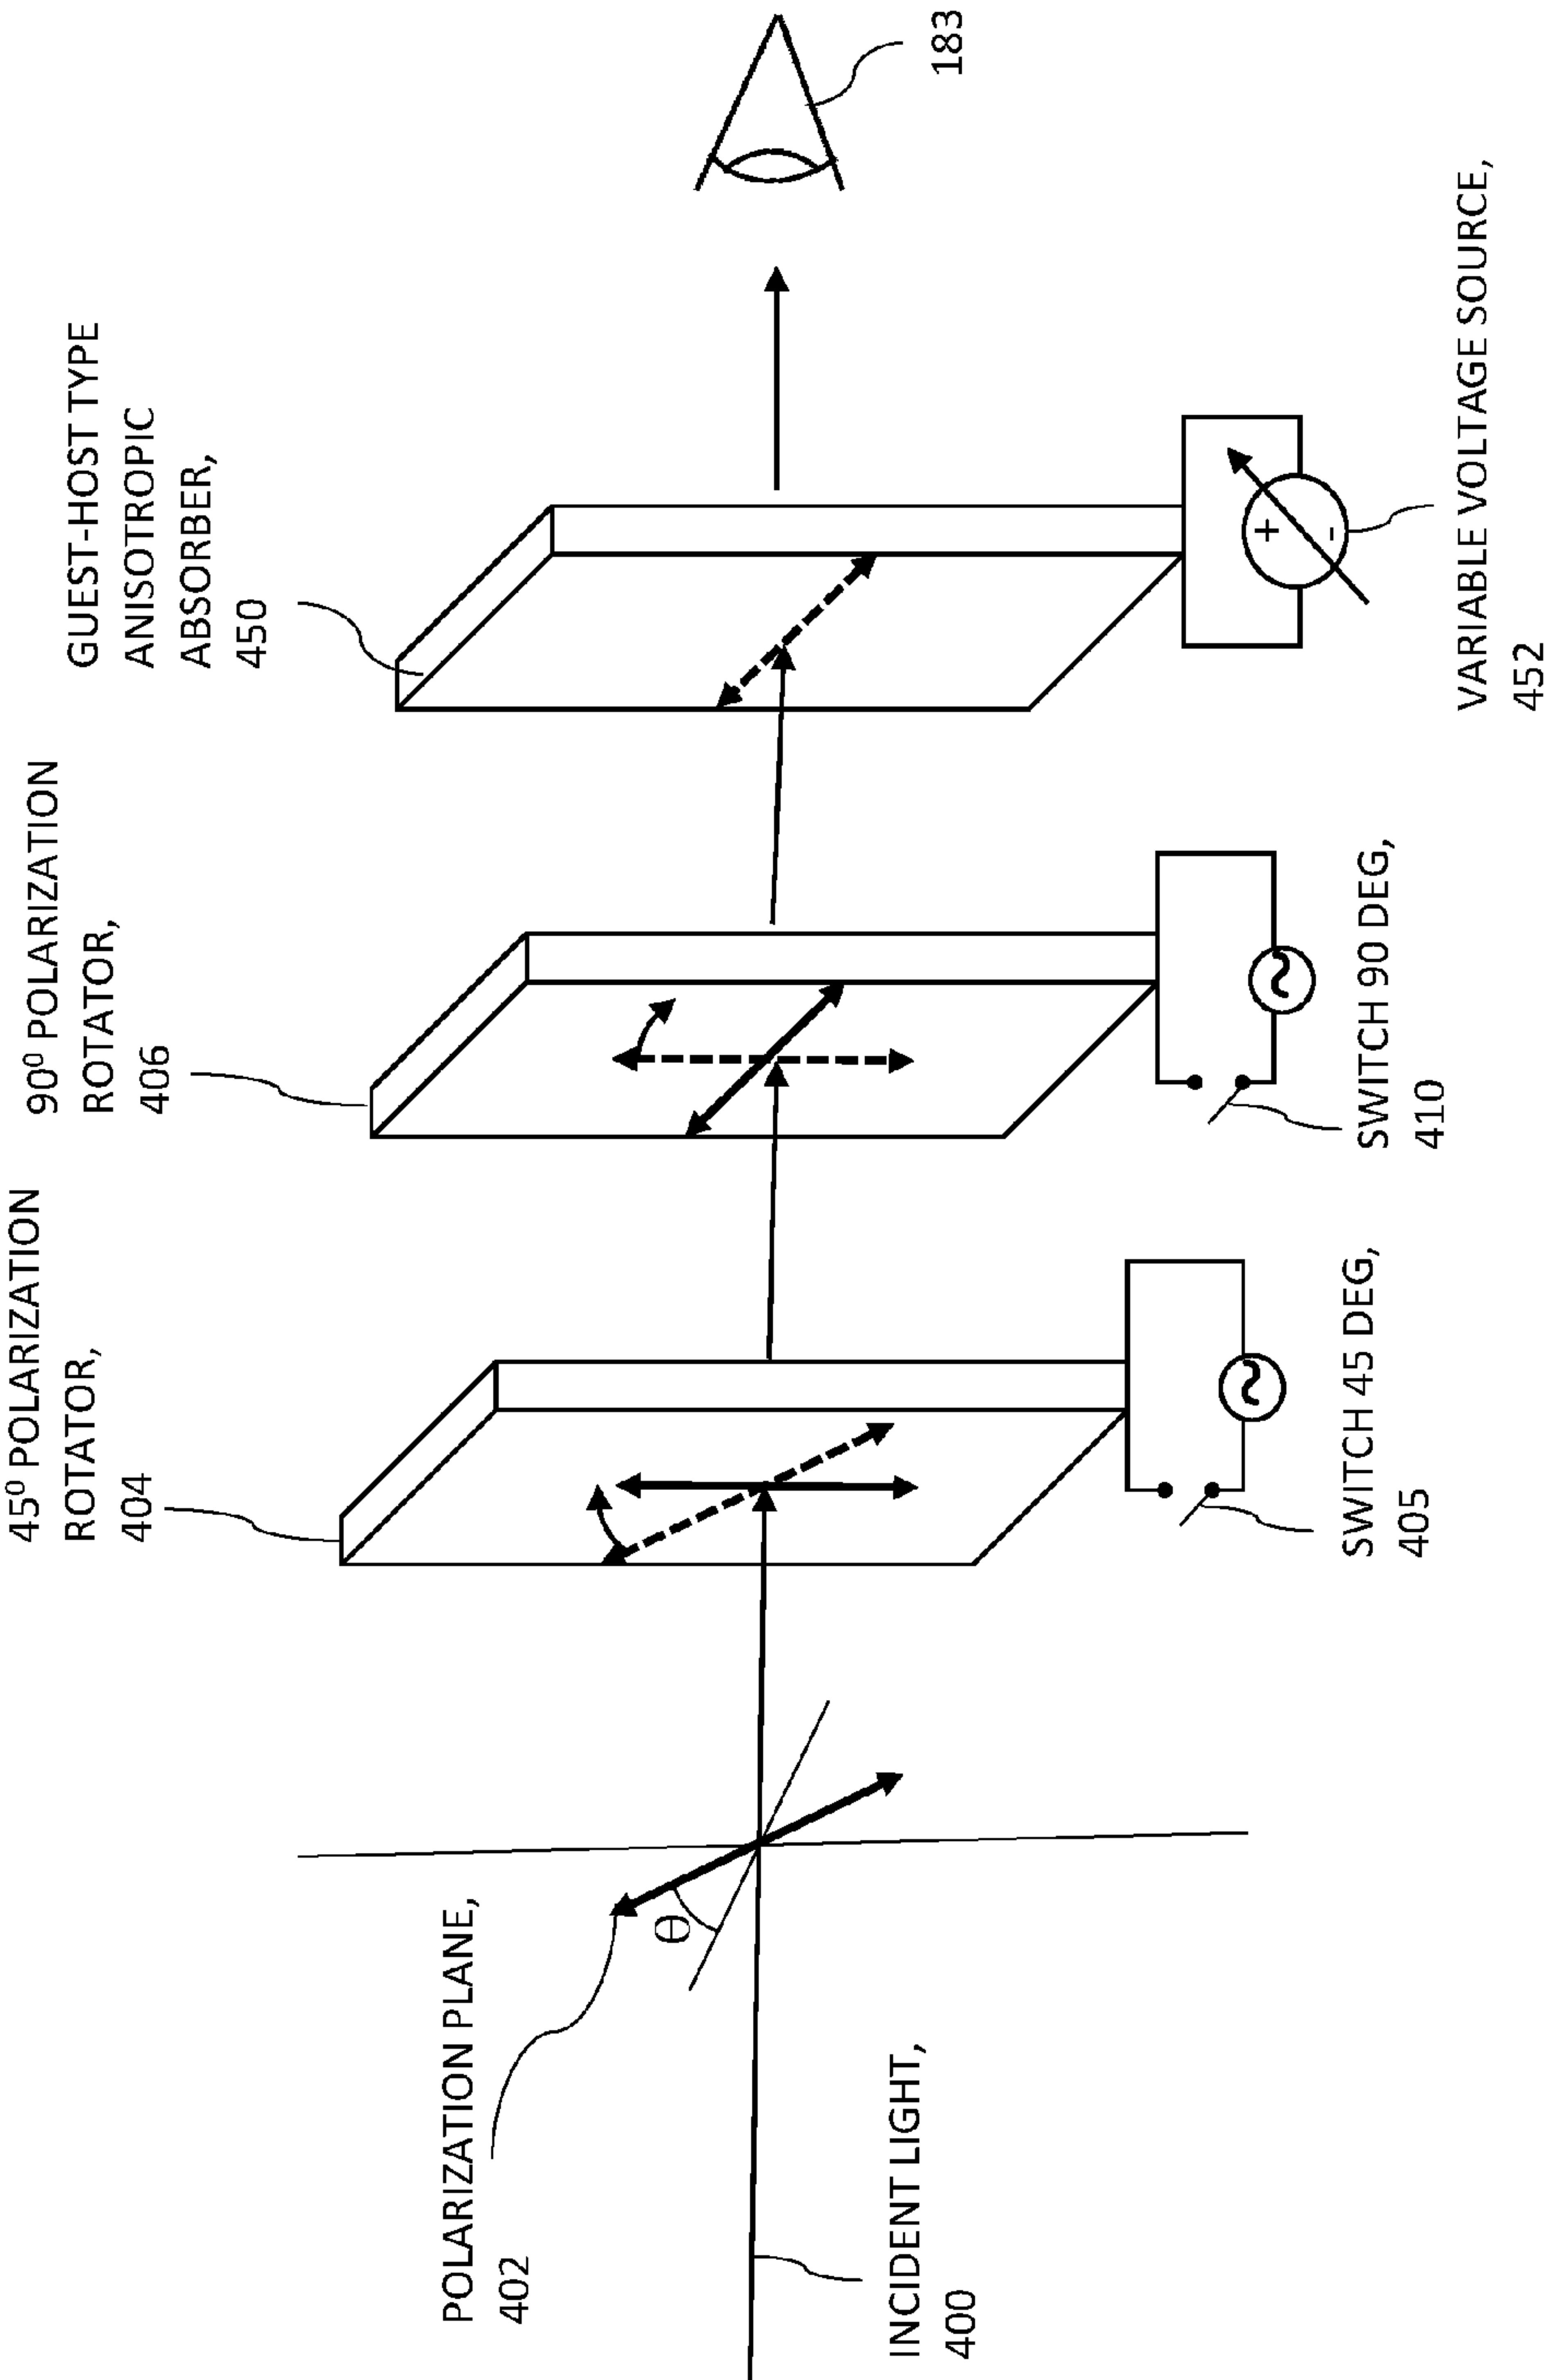 45⁰ POLARIZATION
ROTATOR,
404
90⁰ POLARIZATION
ROTATOR,
406
GUEST-HOST TYPE
ANISOTROPIC
ABSORBER,
450
POLARIZATION PLANE,
402
θ
183
INCIDENT LIGHT,
400
SWITCH 45 DEG,
405
SWITCH 90 DEG,
410
+
-
VARIABLE VOLTAGE SOURCE,
452